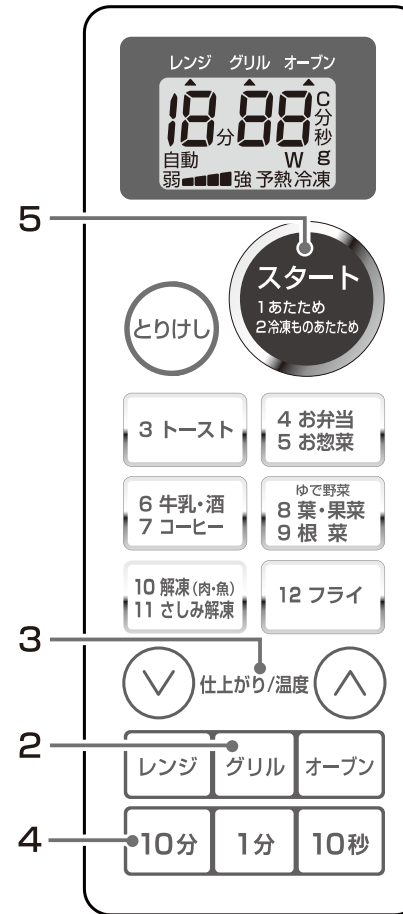 レンジ グリル オーブン
18分88C分秒
自動 W g
弱 強 予熱 冷凍
5
スタート
1あたため
2冷凍ものあたため
とりけし
3 トースト
4 お弁当
5 お惣菜
6 牛乳・酒
7 コーヒー
ゆで野菜
8 葉・果菜
9 根 菜
10 解凍(肉・魚)
11 さしみ解凍
12 フライ
3
仕上がり/温度
2
レンジ グリル オーブン
4
10分 1分 10秒